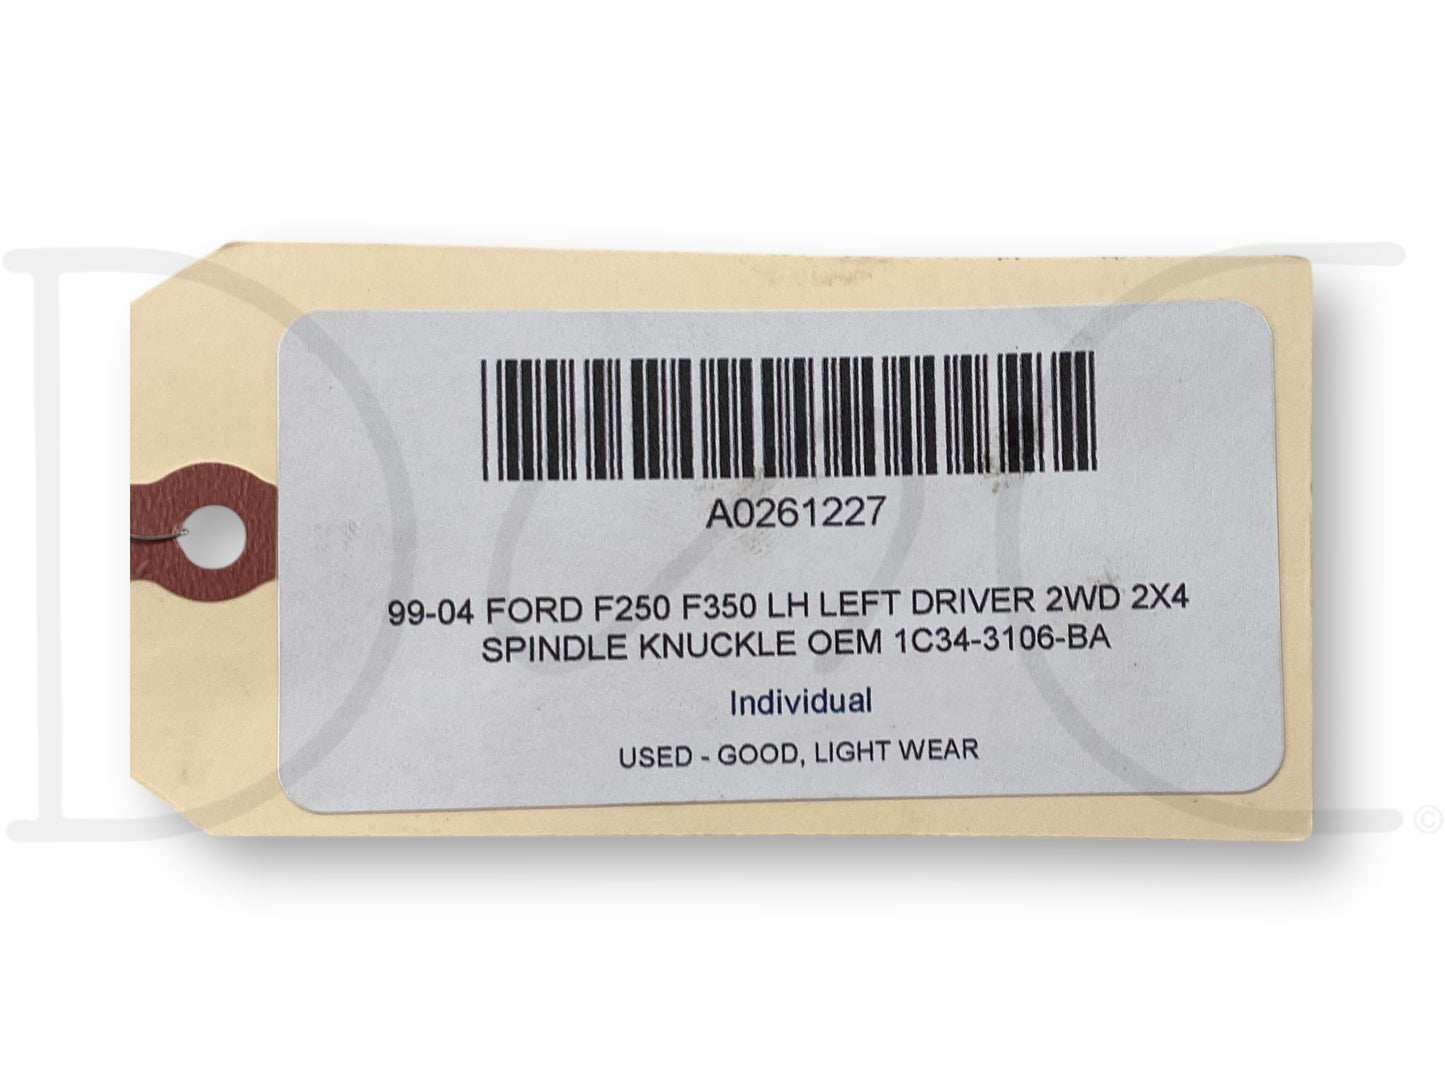 A0261227
99-04 FORD F250 F350 LH LEFT DRIVER 2WD 2X4
SPINDLE KNUCKLE OEM 1C34-3106-BA
Individual
USED - GOOD, LIGHT WEAR
D C ©